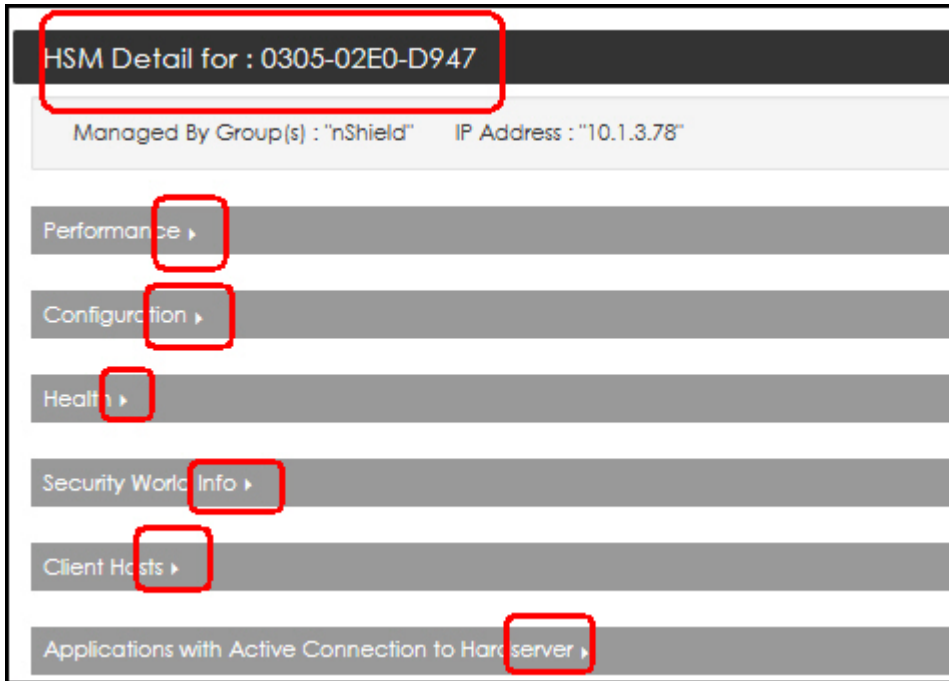 HSM Detail for : 0305-02E0-D947
Managed By Group(s) : "nShield" IP Address : "10.1.3.78"
Performance
Configuration
Health
Security World Info
Client Hosts
Applications with Active Connection to Hardserver